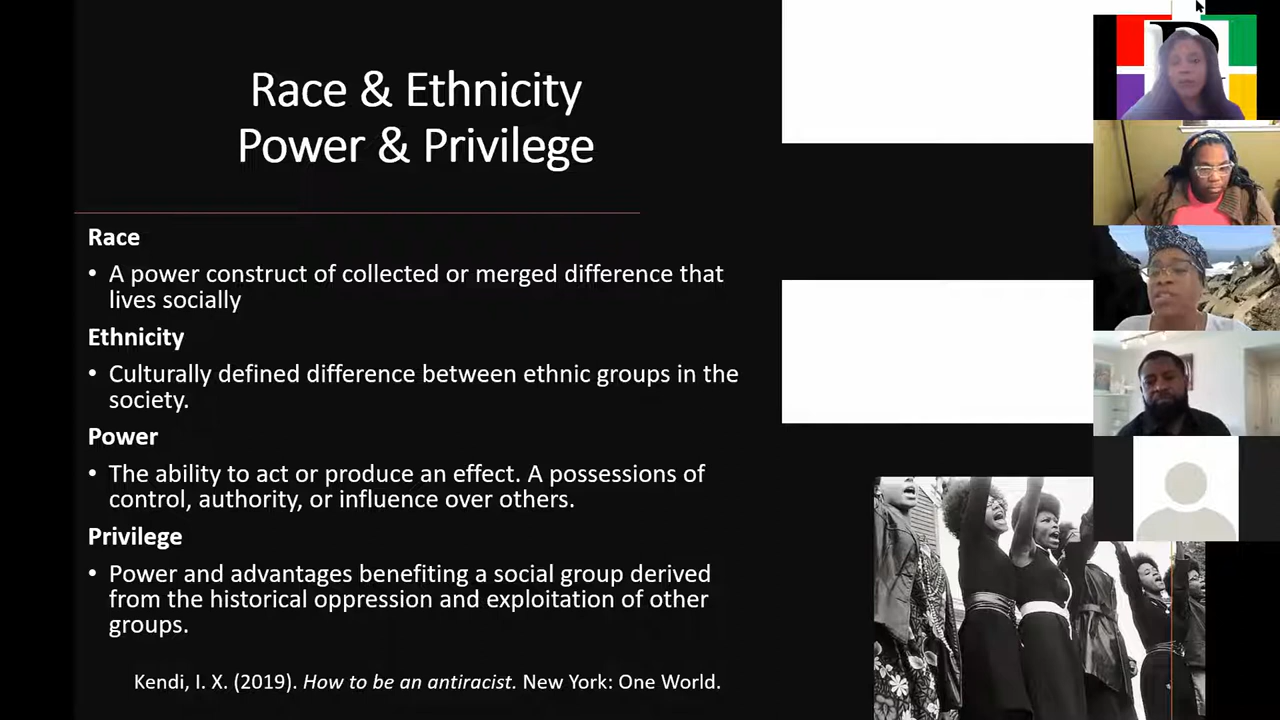 Race & Ethnicity
Power & Privilege
Race
• A power construct of collected or merged difference that
lives socially
Ethnicity
• Culturally defined difference between ethnic groups in the
society.
Power
• The ability to act or produce an effect. A possessions of
control, authority, or influence over others.
Privilege
• Power and advantages benefiting a social group derived
from the historical oppression and exploitation of other
groups.
Kendi, I. X. (2019). How to be an antiracist. New York: One World.